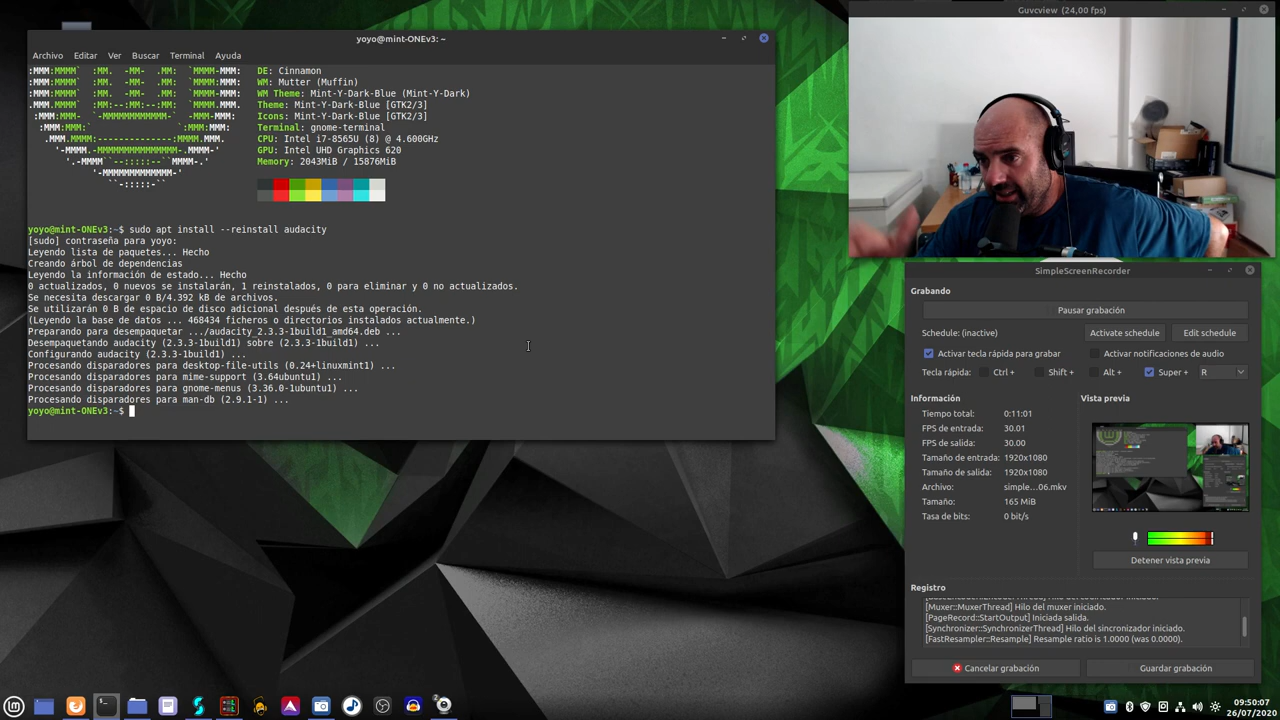 yoyo@mint-ONEv3: ~
Archivo Editar Ver Buscar Terminal Ayuda
DE: Cinnamon
WM: Mutter (Muffin)
WM Theme: Mint-Y-Dark-Blue (Mint-Y-Dark)
Theme: Mint-Y-Dark-Blue [GTK2/3]
Icons: Mint-Y-Dark-Blue [GTK2/3]
Terminal: gnome-terminal
CPU: Intel i7-8565U (8) @ 4.600GHz
GPU: Intel UHD Graphics 620
Memory: 2043MiB / 15876MiB
yoyo@mint-ONEv3:~$ sudo apt install --reinstall audacity
[sudo] contraseña para yoyo:
Leyendo lista de paquetes... Hecho
Creando árbol de dependencias
Leyendo la información de estado... Hecho
0 actualizados, 0 nuevos se instalarán, 1 reinstalados, 0 para eliminar y 0 no actualizados.
Se necesita descargar 0 B/4.392 kB de archivos.
Se utilizarán 0 B de espacio de disco adicional después de esta operación.
(Leyendo la base de datos ... 468434 ficheros o directorios instalados actualmente.)
Preparando para desempaquetar .../audacity_2.3.3-1build1_amd64.deb ...
Desempaquetando audacity (2.3.3-1build1) sobre (2.3.3-1build1) ...
Configurando audacity (2.3.3-1build1) ...
Procesando disparadores para desktop-file-utils (0.24+linuxmint1) ...
Procesando disparadores para mime-support (3.64ubuntu1) ...
Procesando disparadores para gnome-menus (3.36.0-1ubuntu1) ...
Procesando disparadores para man-db (2.9.1-1) ...
yoyo@mint-ONEv3:~$
Guvcview (24,00 fps)
SimpleScreenRecorder
Grabando
Pausar grabación
Schedule: (inactive) Activate schedule Edit schedule
Activar tecla rápida para grabar Activar notificaciones de audio
Tecla rápida: Ctrl + Shift + Alt + Super + R
Información
Tiempo total: 0:11:01
FPS de entrada: 30.01
FPS de salida: 30.00
Tamaño de entrada: 1920x1080
Tamaño de salida: 1920x1080
Archivo: simple...06.mkv
Tamaño: 165 MiB
Tasa de bits: 0 bit/s
Vista previa
Detener vista previa
Registro
[Muxer::MuxerThread] Hilo del muxer iniciado.
[PageRecord::StartOutput] Iniciada salida.
[Synchronizer::SynchronizerThread] Hilo del sincronizador iniciado.
[FastResampler::Resample] Resample ratio is 1.0000 (was 0.0000).
Cancelar grabación Guardar grabación
09:50:07
26/07/2020